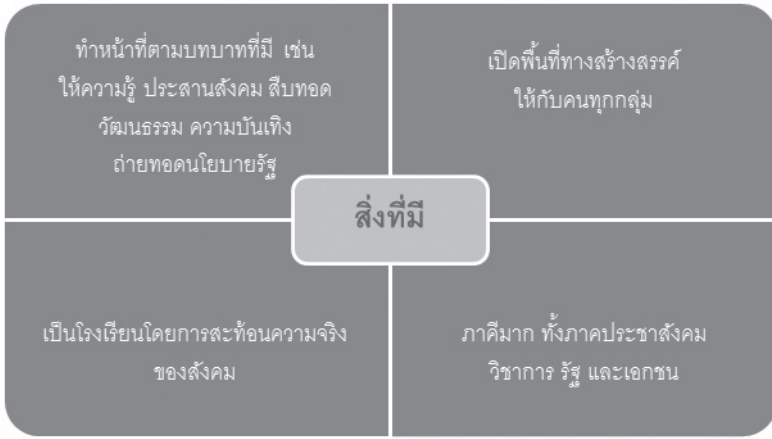 ทำหน้าที่ตามบทบาทที่มี เช่น
ให้ความรู้ ประสานสังคม สืบทอด
วัฒนธรรม ความบันเทิง
ถ่ายทอดนโยบายรัฐ
เปิดพื้นที่ทางสร้างสรรค์
ให้กับคนทุกกลุ่ม
สิ่งที่มี
เป็นโรงเรียนโดยการสะท้อนความจริง
ของสังคม
ภาคีมาก ทั้งภาคประชาสังคม
วิชาการ รัฐ และเอกชน